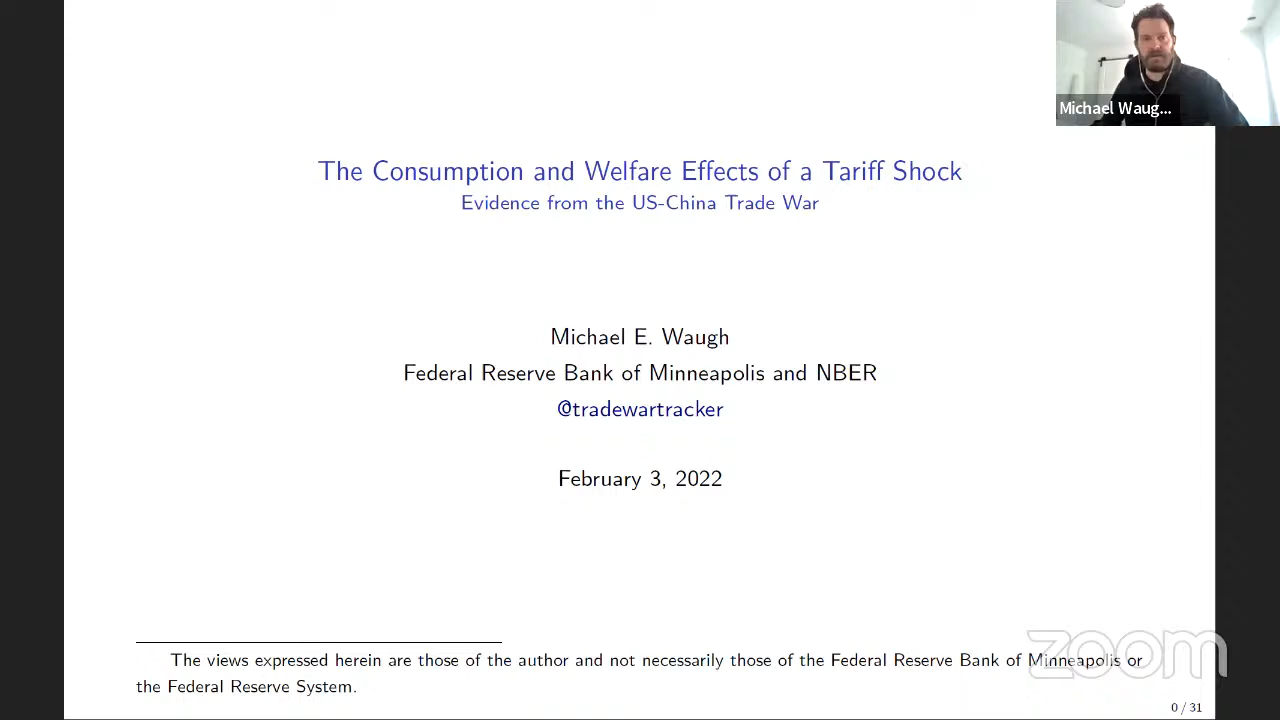 Michael Waug...
The Consumption and Welfare Effects of a Tariff Shock
Evidence from the US-China Trade War
Michael E. Waugh
Federal Reserve Bank of Minneapolis and NBER
@tradewartracker
February 3, 2022
The views expressed herein are those of the author and not necessarily those of the Federal Reserve Bank of Minneapolis or
the Federal Reserve System.
zoom
0 / 31